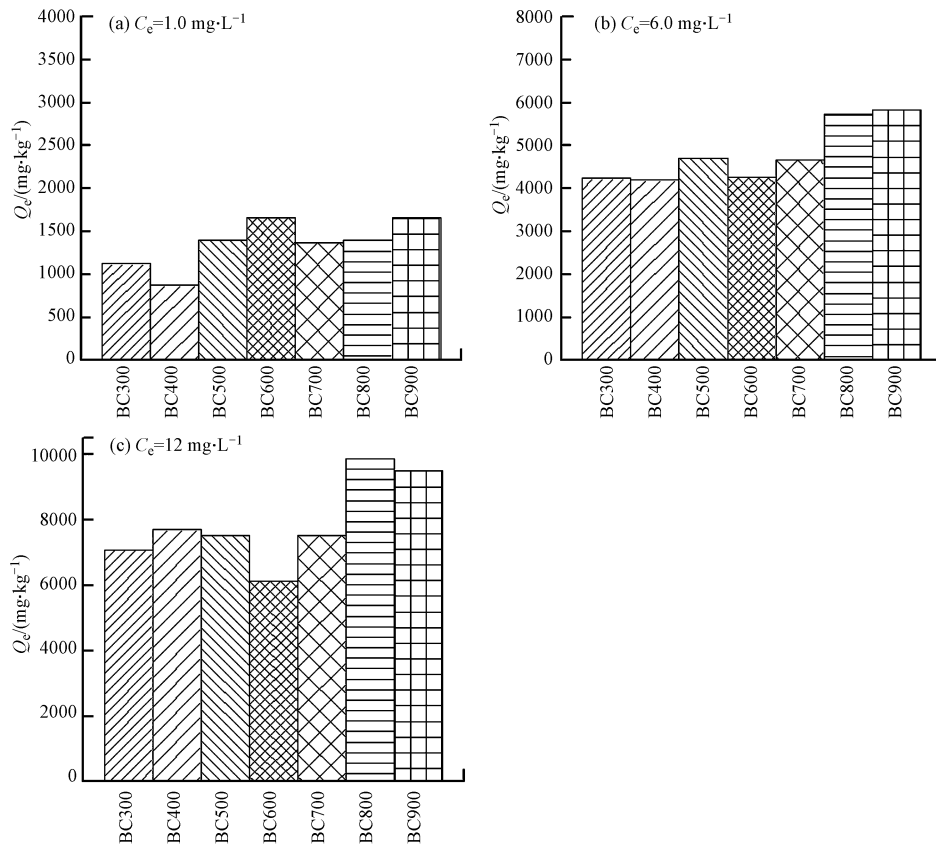 (a) Cₑ=1.0 mg·L⁻¹
Qₑ/(mg·kg⁻¹)
4000
3500
3000
2500
2000
1500
1000
500
0
BC300
BC400
BC500
BC600
BC700
BC800
BC900
(b) Cₑ=6.0 mg·L⁻¹
Qₑ/(mg·kg⁻¹)
8000
7000
6000
5000
4000
3000
2000
1000
0
BC300
BC400
BC500
BC600
BC700
BC800
BC900
(c) Cₑ=12 mg·L⁻¹
Qₑ/(mg·kg⁻¹)
10000
8000
6000
4000
2000
0
BC300
BC400
BC500
BC600
BC700
BC800
BC900